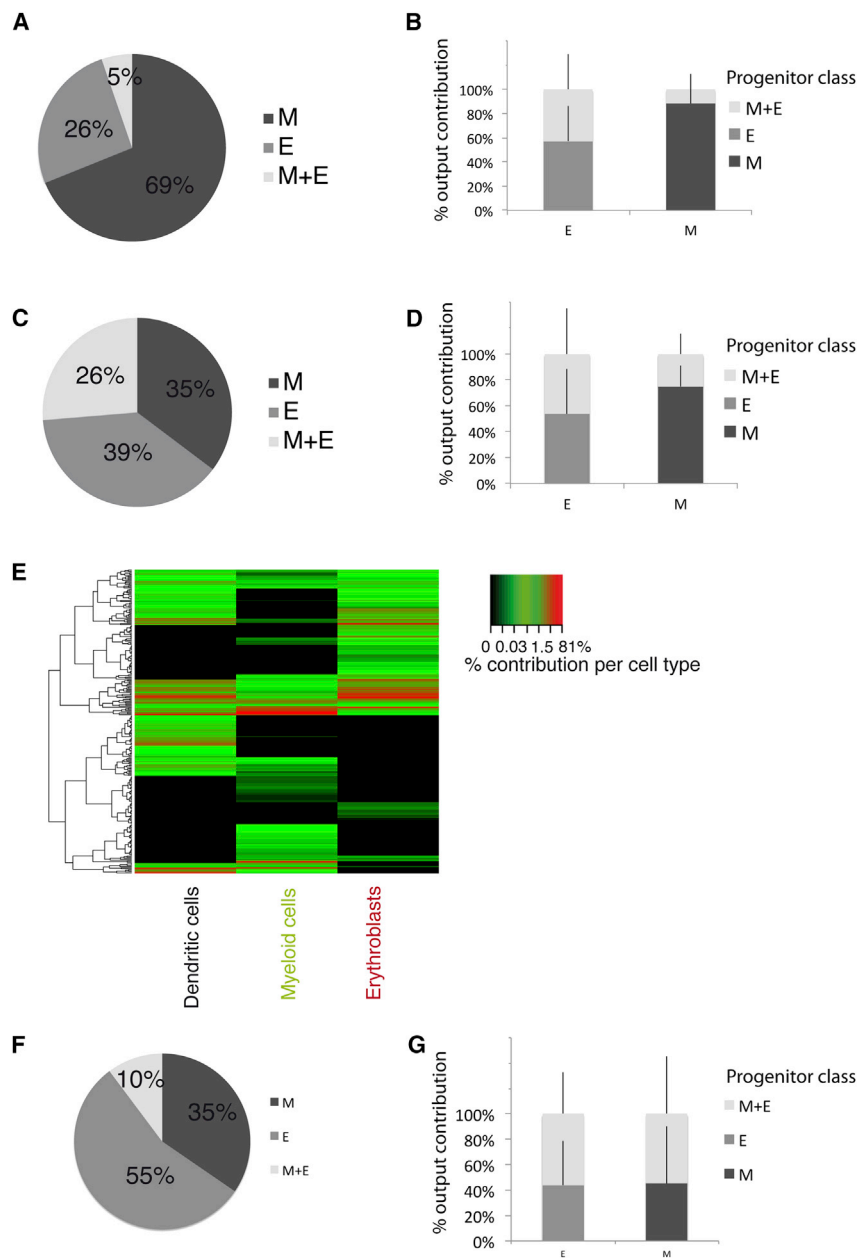 A
5%
26%
69%
M
E
M+E
B
% output contribution
100%
80%
60%
40%
20%
0%
E
M
Progenitor class
M+E
E
M
C
26%
35%
39%
M
E
M+E
D
% output contribution
100%
80%
60%
40%
20%
0%
E
M
Progenitor class
M+E
E
M
E
0 0.03 1.5 81%
% contribution per cell type
Dendritic cells
Myeloid cells
Erythroblasts
F
10%
35%
55%
M
E
M+E
G
% output contribution
100%
80%
60%
40%
20%
0%
E
M
Progenitor class
M+E
E
M